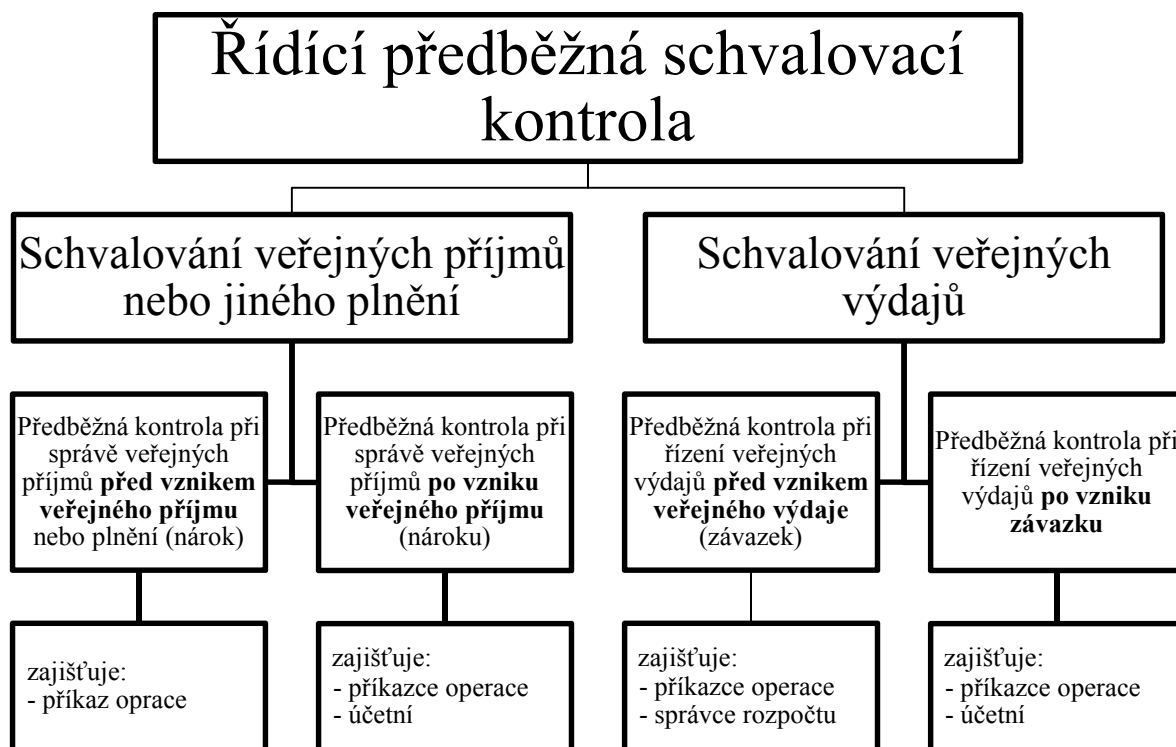 Řídící předběžná schvalovací
kontrola
Schvalování veřejných příjmů
nebo jiného plnění
Schvalování veřejných
výdajů
Předběžná kontrola při
správě veřejných
příjmů před vznikem
veřejného příjmu
nebo plnění (nárok)
Předběžná kontrola při
správě veřejných
příjmů po vzniku
veřejného příjmu
(nároku)
Předběžná kontrola při
řízení veřejných
výdajů před vznikem
veřejného výdaje
(závazek)
Předběžná kontrola při
řízení veřejných
výdajů po vzniku
závazku
zajišťuje:
- příkaz oprace
zajišťuje:
- příkazce operace
- účetní
zajišťuje:
- příkazce operace
- správce rozpočtu
zajišťuje:
- příkazce operace
- účetní